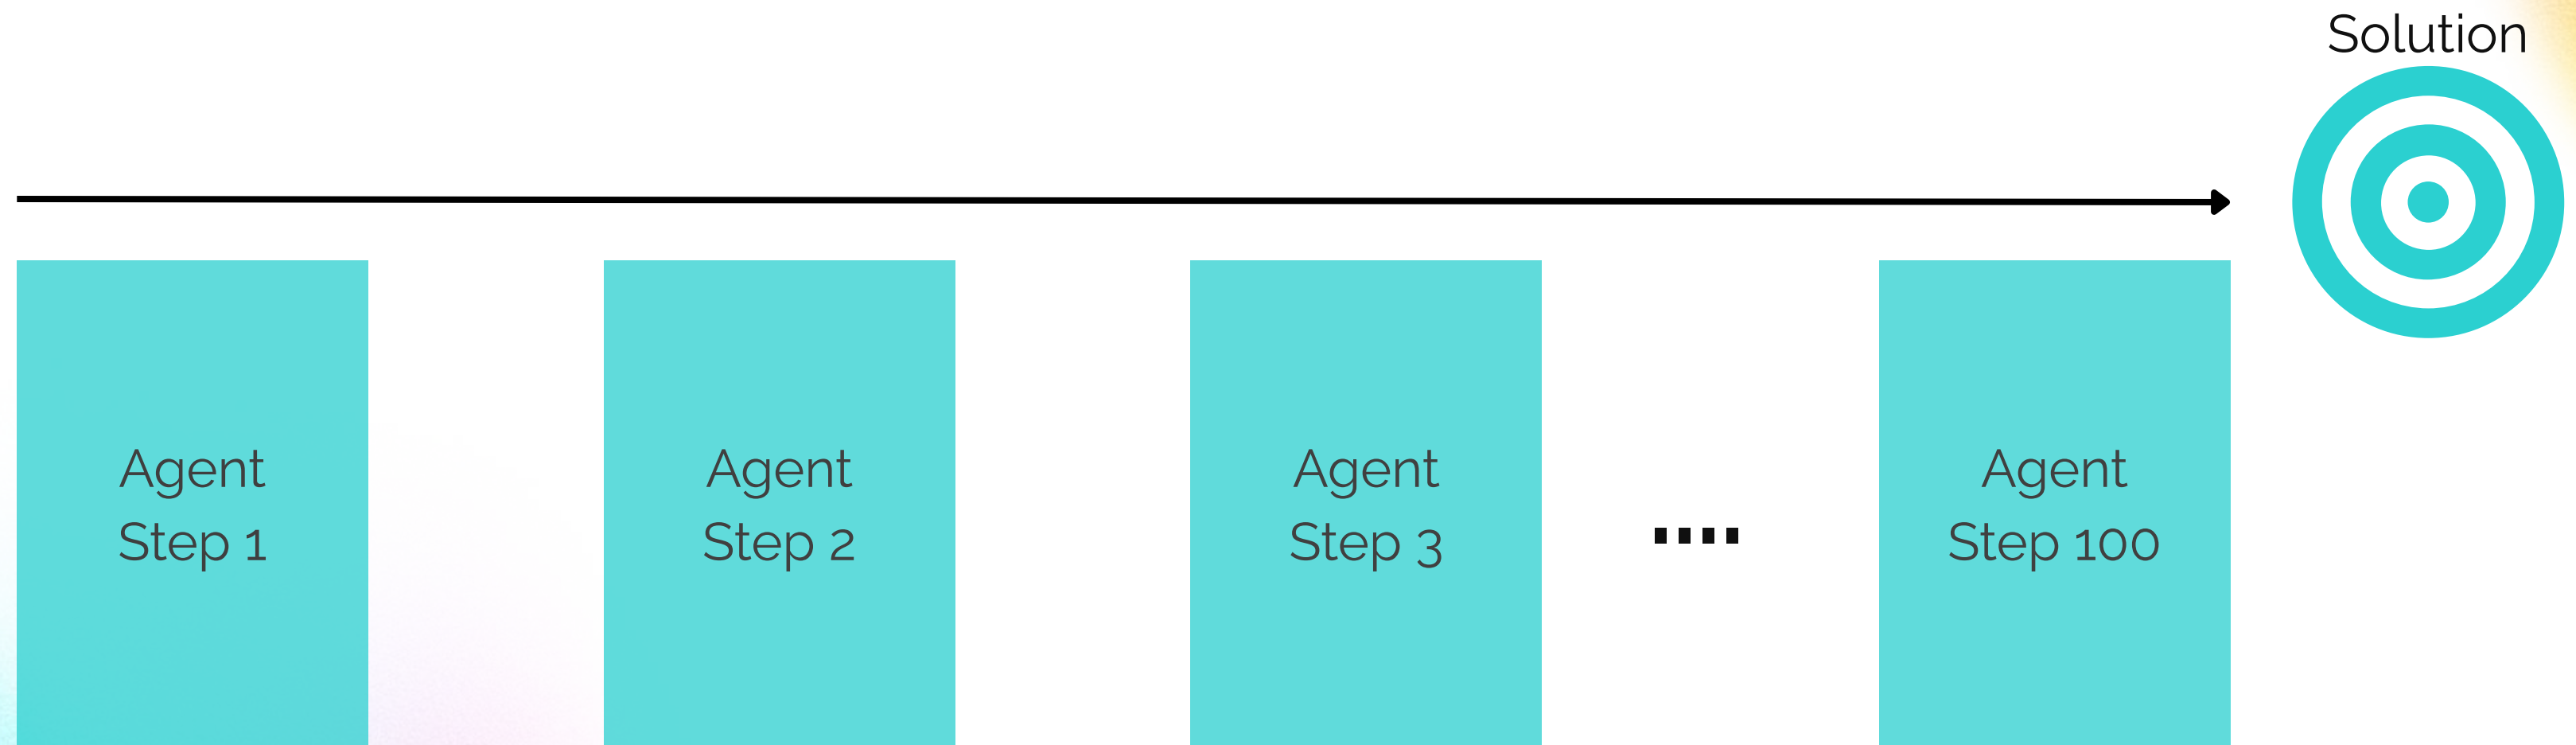 Solution
Agent
Step 1
Agent
Step 2
Agent
Step 3
....
Agent
Step 100